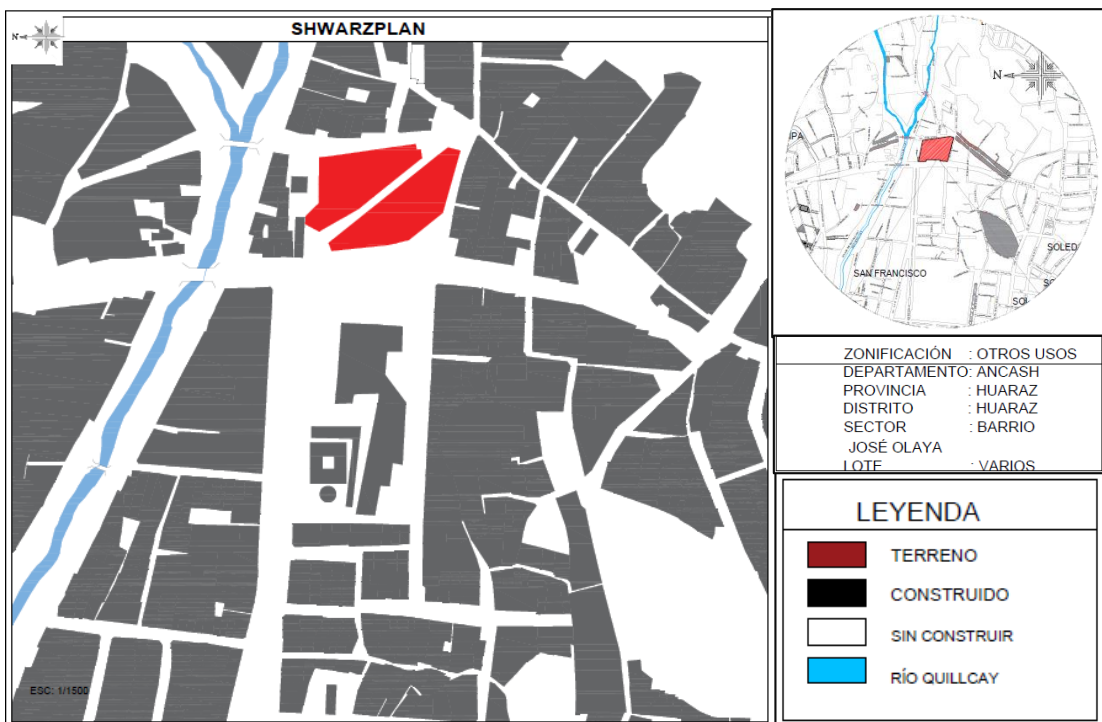 SHWARZPLAN
N
ESC: 1/1500
N
SAN FRANCISCO
ZONIFICACIÓN : OTROS USOS
DEPARTAMENTO: ANCASH
PROVINCIA : HUARAZ
DISTRITO : HUARAZ
SECTOR : BARRIO
JOSÉ OLAYA
LOTE : VARIOS
LEYENDA
TERRENO
CONSTRUIDO
SIN CONSTRUIR
RÍO QUILLCAY